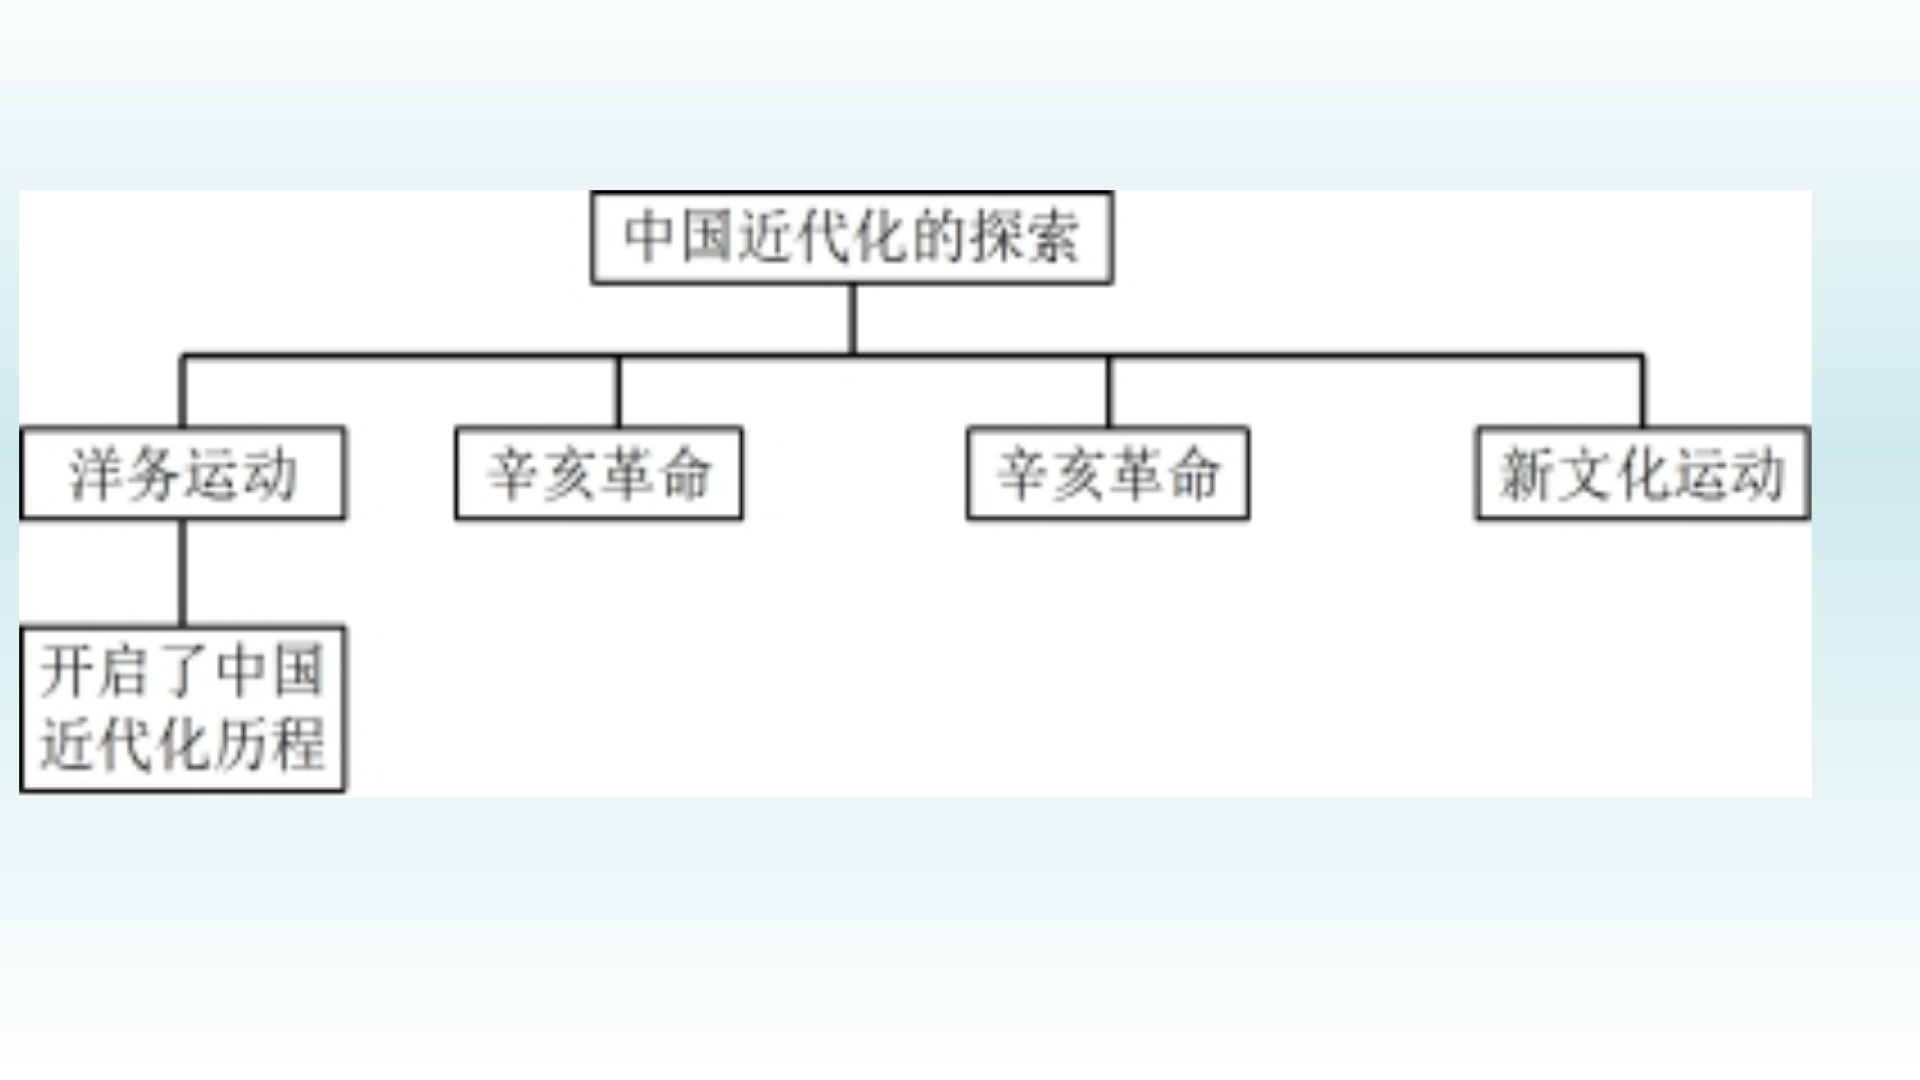 中国近代化的探索
洋务运动
辛亥革命
辛亥革命
新文化运动
开启了中国
近代化历程